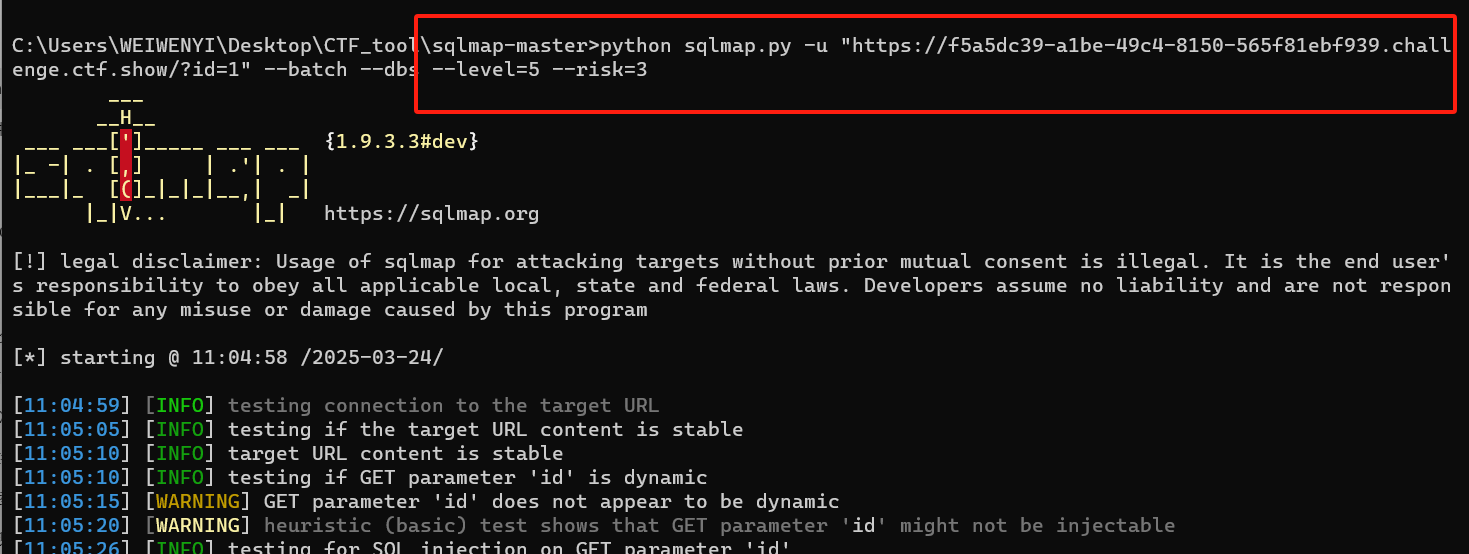 C:\Users\WEIWENYI\Desktop\CTF_tool\sqlmap-master>python sqlmap.py -u "https://f5a5dc39-a1be-49c4-8150-565f81ebf939.chall
enge.ctf.show/?id=1" --batch --dbs --level=5 --risk=3
        ___
       __H__
 ___ ___[']_____ ___ ___  {1.9.3.3#dev}
|_ -| . [,]     | .'| . |
|___|_  [(]_|_|_|__,|  _|
      |_|V...       |_|   https://sqlmap.org
[!] legal disclaimer: Usage of sqlmap for attacking targets without prior mutual consent is illegal. It is the end user'
s responsibility to obey all applicable local, state and federal laws. Developers assume no liability and are not respon
sible for any misuse or damage caused by this program
[*] starting @ 11:04:58 /2025-03-24/
[11:04:59] [INFO] testing connection to the target URL
[11:05:05] [INFO] testing if the target URL content is stable
[11:05:10] [INFO] target URL content is stable
[11:05:10] [INFO] testing if GET parameter 'id' is dynamic
[11:05:15] [WARNING] GET parameter 'id' does not appear to be dynamic
[11:05:20] [WARNING] heuristic (basic) test shows that GET parameter 'id' might not be injectable
[11:05:26] [INFO] testing for SQL injection on GET parameter 'id'